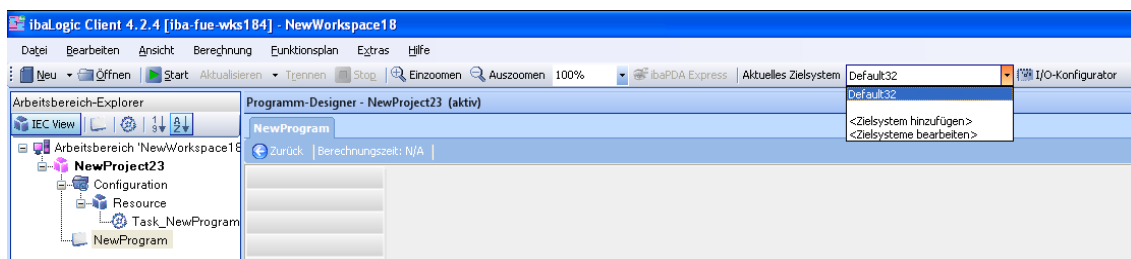 ibaLogic Client 4.2.4 [iba-fue-wks184] - NewWorkspace18
Datei Bearbeiten Ansicht Berechnung Funktionsplan Extras Hilfe
Neu Öffnen Start Aktualisieren Trennen Stop Einzoomen Auszoomen 100% ibaPDA Express Aktuelles Zielsystem Default32 I/O-Konfigurator
Default32
<Zielsystem hinzufügen>
<Zielsysteme bearbeiten>
Arbeitsbereich-Explorer
IEC View
Arbeitsbereich 'NewWorkspace18
NewProject23
Configuration
Resource
Task_NewProgram
NewProgram
Programm-Designer - NewProject23 (aktiv)
NewProgram
Zurück Berechnungszeit: N/A